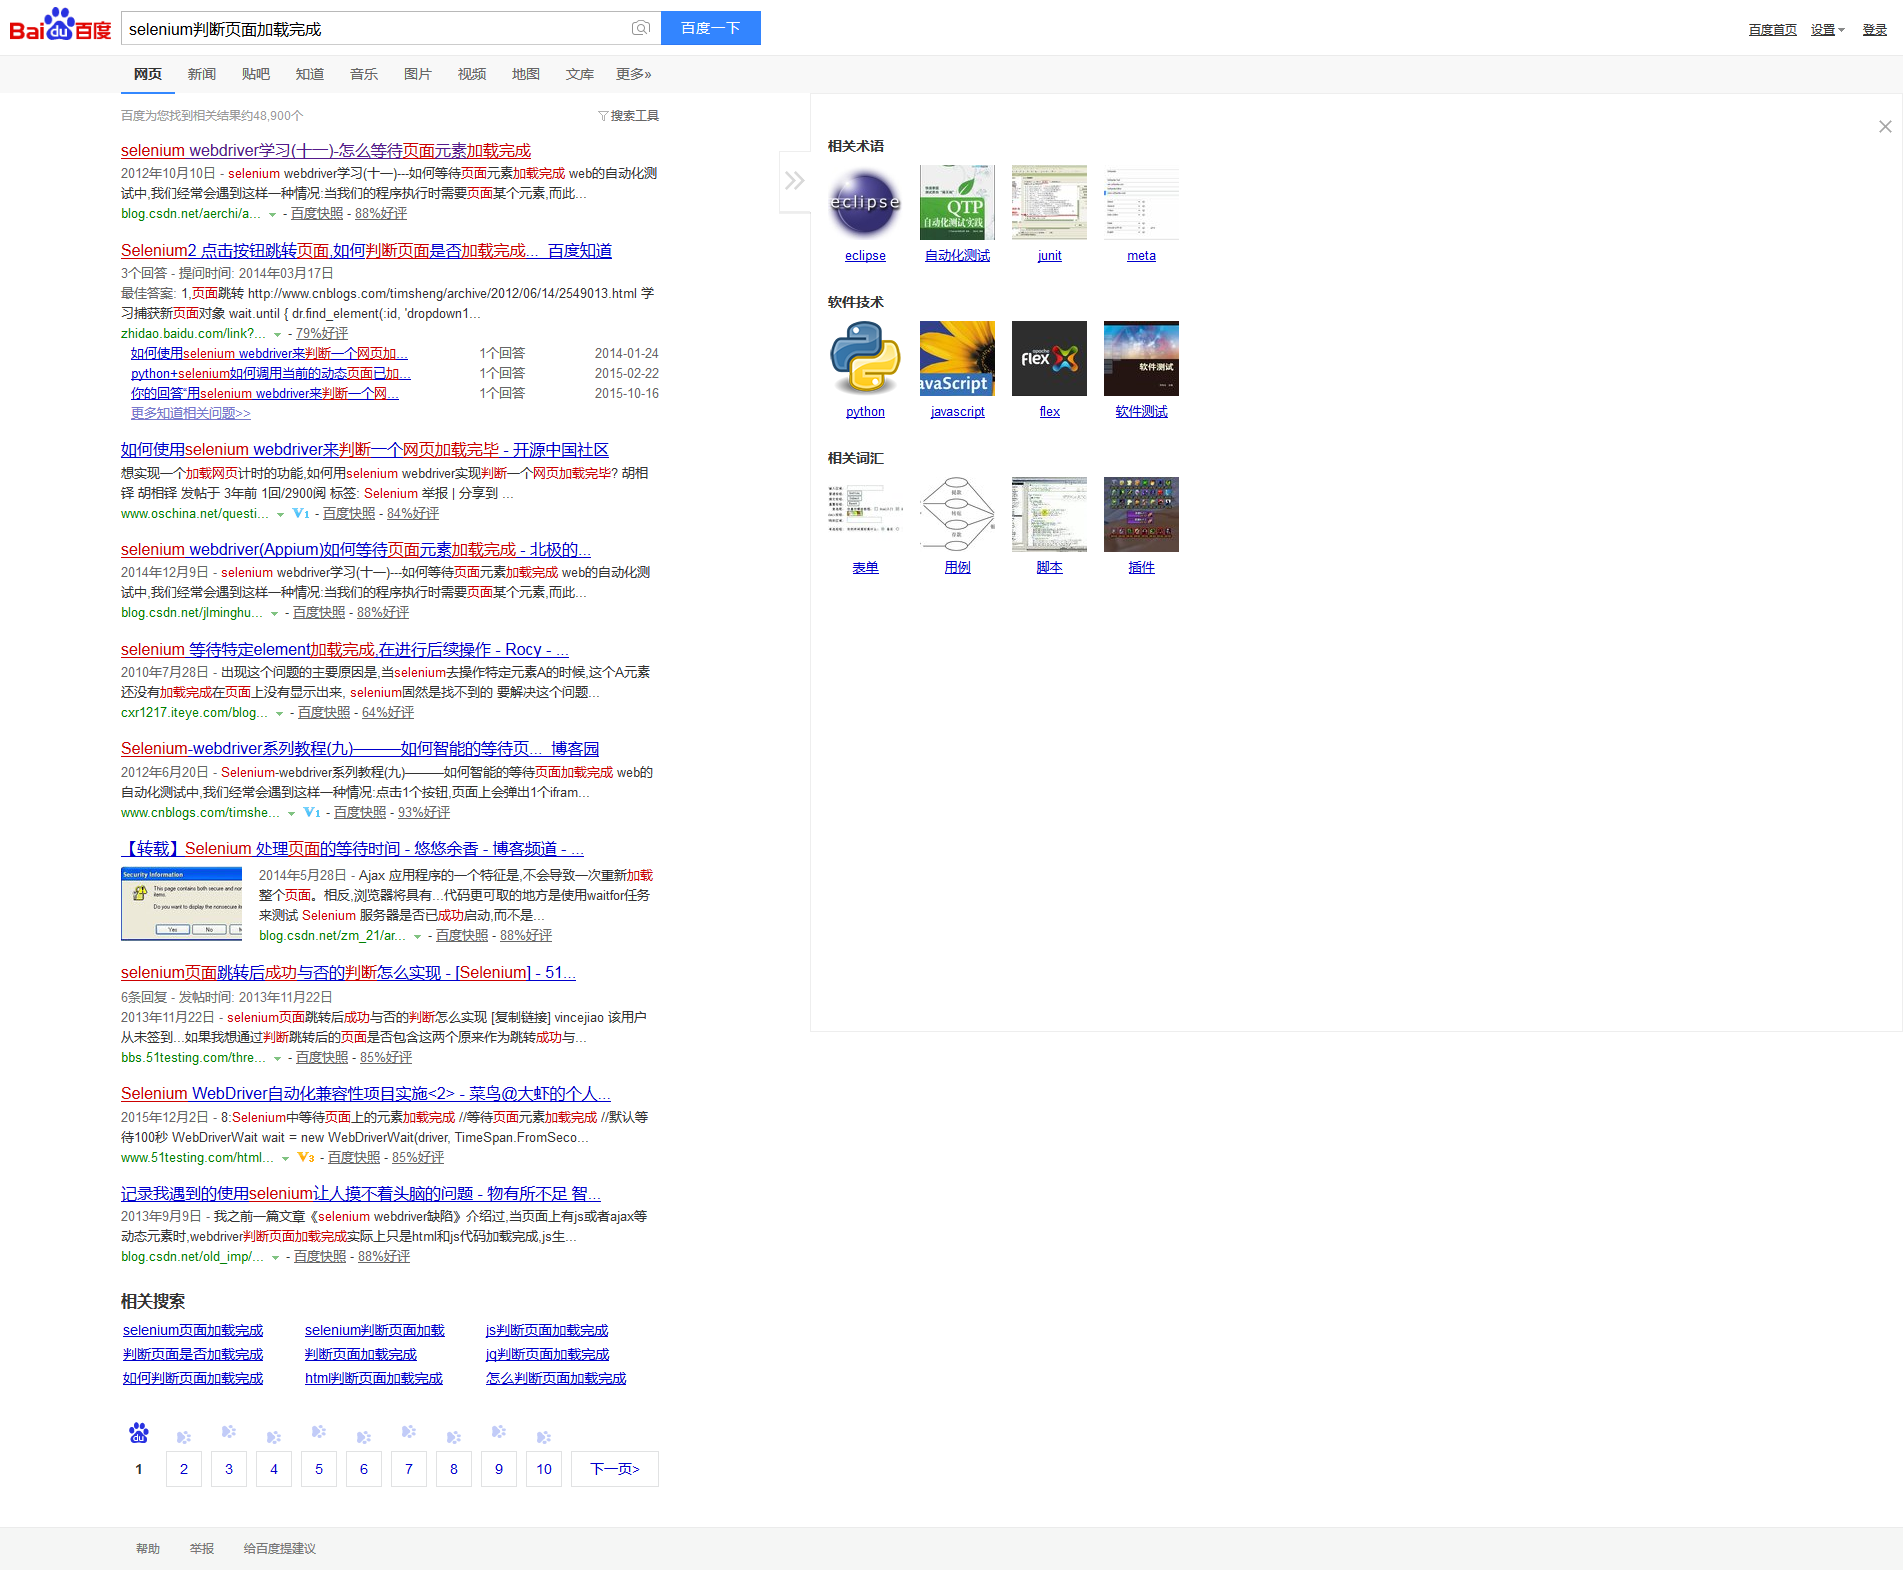 Bai du 百度
selenium判断页面加载完成
百度一下
百度首页 设置 登录
网页 新闻 贴吧 知道 音乐 图片 视频 地图 文库 更多»
百度为您找到相关结果约48,900个
搜索工具
selenium webdriver学习(十一)-怎么等待页面元素加载完成
2012年10月10日 - selenium webdriver学习(十一)---如何等待页面元素加载完成 web的自动化测
试中,我们经常会遇到这样一种情况:当我们的程序执行时需要页面某个元素,而此...
blog.csdn.net/aerchi/a... - 百度快照 - 88%好评
Selenium2 点击按钮跳转页面,如何判断页面是否加载完成..._百度知道
3个回答 - 提问时间: 2014年03月17日
最佳答案: 1,页面跳转 http://www.cnblogs.com/timsheng/archive/2012/06/14/2549013.html 学
习捕获新页面对象 wait.until { dr.find_element(:id, 'dropdown1...
zhidao.baidu.com/link?... - 79%好评
如何使用selenium webdriver来判断一个网页加... 1个回答 2014-01-24
python+selenium如何调用当前的动态页面已加... 1个回答 2015-02-22
你的回答"用selenium webdriver来判断一个网... 1个回答 2015-10-16
更多知道相关问题>>
如何使用selenium webdriver来判断一个网页加载完毕 - 开源中国社区
想实现一个加载网页计时的功能,如何用selenium webdriver实现判断一个网页加载完毕? 胡相
铎 胡相铎 发帖于 3年前 1回/2900阅 标签: Selenium 举报 | 分享到 ...
www.oschina.net/questi... V1 - 百度快照 - 84%好评
selenium webdriver(Appium)如何等待页面元素加载完成 - 北极的...
2014年12月9日 - selenium webdriver学习(十一)---如何等待页面元素加载完成 web的自动化测
试中,我们经常会遇到这样一种情况:当我们的程序执行时需要页面某个元素,而此...
blog.csdn.net/jlminghu... - 百度快照 - 88%好评
selenium 等待特定element加载完成,在进行后续操作 - Rocy - ...
2010年7月28日 - 出现这个问题的主要原因是,当selenium去操作特定元素A的时候,这个A元素
还没有加载完成在页面上没有显示出来, selenium固然是找不到的 要解决这个问题...
cxr1217.iteye.com/blog... - 百度快照 - 64%好评
Selenium-webdriver系列教程(九)———如何智能的等待页..._博客园
2012年6月20日 - Selenium-webdriver系列教程(九)———如何智能的等待页面加载完成 web的
自动化测试中,我们经常会遇到这样一种情况:点击1个按钮,页面上会弹出1个ifram...
www.cnblogs.com/timshe... V1 - 百度快照 - 93%好评
【转载】Selenium 处理页面的等待时间 - 悠悠余香 - 博客频道 - ...
Security Information
This page contains both secure and non
items.
Do you want to display the nonsecure it
Yes No
2014年5月28日 - Ajax 应用程序的一个特征是,不会导致一次重新加载
整个页面。相反,浏览器将具有...代码更可取的地方是使用waitfor任务
来测试 Selenium 服务器是否已成功启动,而不是...
blog.csdn.net/zm_21/ar... - 百度快照 - 88%好评
selenium页面跳转后成功与否的判断怎么实现 - [Selenium] - 51...
6条回复 - 发帖时间: 2013年11月22日
2013年11月22日 - selenium页面跳转后成功与否的判断怎么实现 [复制链接] vincejiao 该用户
从未签到...如果我想通过判断跳转后的页面是否包含这两个原来作为跳转成功与...
bbs.51testing.com/thre... - 百度快照 - 85%好评
Selenium WebDriver自动化兼容性项目实施<2> - 菜鸟@大虾的个人...
2015年12月2日 - 8:Selenium中等待页面上的元素加载完成 //等待页面元素加载完成 //默认等
待100秒 WebDriverWait wait = new WebDriverWait(driver, TimeSpan.FromSeco...
www.51testing.com/html... V3 - 百度快照 - 85%好评
记录我遇到的使用selenium让人摸不着头脑的问题 - 物有所不足 智...
2013年9月9日 - 我之前一篇文章《selenium webdriver缺陷》介绍过,当页面上有js或者ajax等
动态元素时,webdriver判断页面加载完成实际上只是html和js代码加载完成,js生...
blog.csdn.net/old_imp/... - 百度快照 - 88%好评
相关搜索
selenium页面加载完成 selenium判断页面加载 js判断页面加载完成
判断页面是否加载完成 判断页面加载完成 jq判断页面加载完成
如何判断页面加载完成 html判断页面加载完成 怎么判断页面加载完成
du
1 2 3 4 5 6 7 8 9 10 下一页>
帮助 举报 给百度提建议
相关术语
eclipse
QTP
自动化测试实践
eclipse 自动化测试 junit meta
软件技术
JavaScript
apache
flex
软件测试
python javascript flex 软件测试
相关词汇
表单 用例 脚本 插件